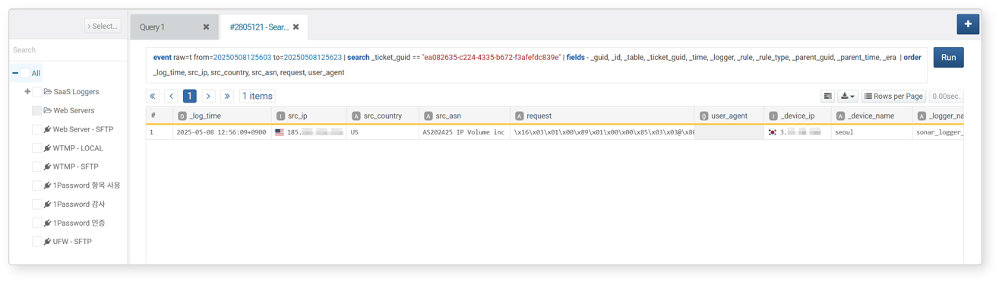 › Select...
Query 1 ✖
#2805121 - Sear... ✖
+
Search
event raw=t from=20250508125603 to=20250508125623 | search _ticket_guid == "ea082635-c224-4335-b672-f3afefdc839e" | fields - _guid, _id, _table, _ticket_guid, _time, _logger, _rule, _rule_type, _parent_guid, _parent_time, _era | order
_log_time, src_ip, src_country, src_asn, request, user_agent
Run
All
SaaS Loggers
Web Servers
Web Server - SFTP
WTMP - LOCAL
WTMP - SFTP
1Password 항목 사용
1Password 감사
1Password 인증
UFW - SFTP
« ‹ 1 › » 1 items
Rows per Page 0.00sec.
# D _log_time I src_ip A src_country A src_asn A request {} user_agent I _device_ip A _device_name A _logger_na
1 2025-05-08 12:56:09+0900 185. US AS202425 IP Volume inc \x16\x03\x01\x00\x89\x01\x00\x00\x85\x03\x03@\x80 3. seoul sonar_logger_